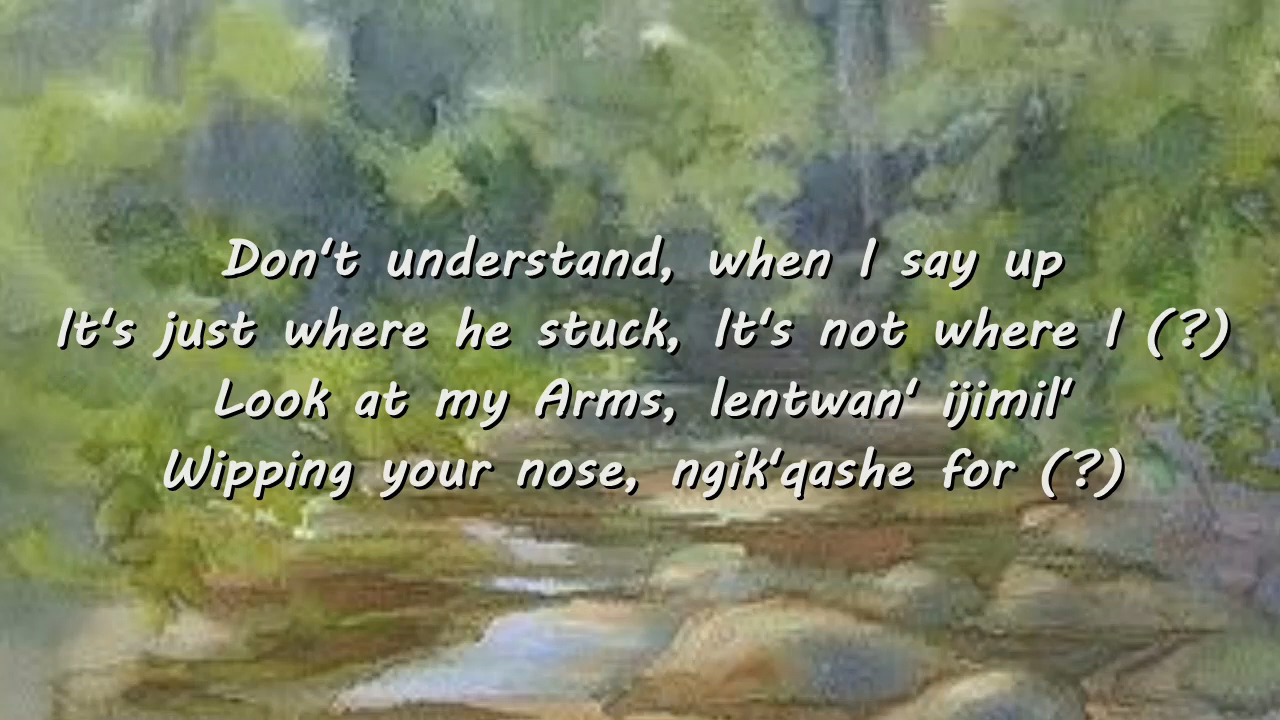 Don't understand, when I say up
It's just where he stuck, It's not where I (?)
Look at my Arms, lentwan' ijimil'
Wipping your nose, ngik'qashe for (?)